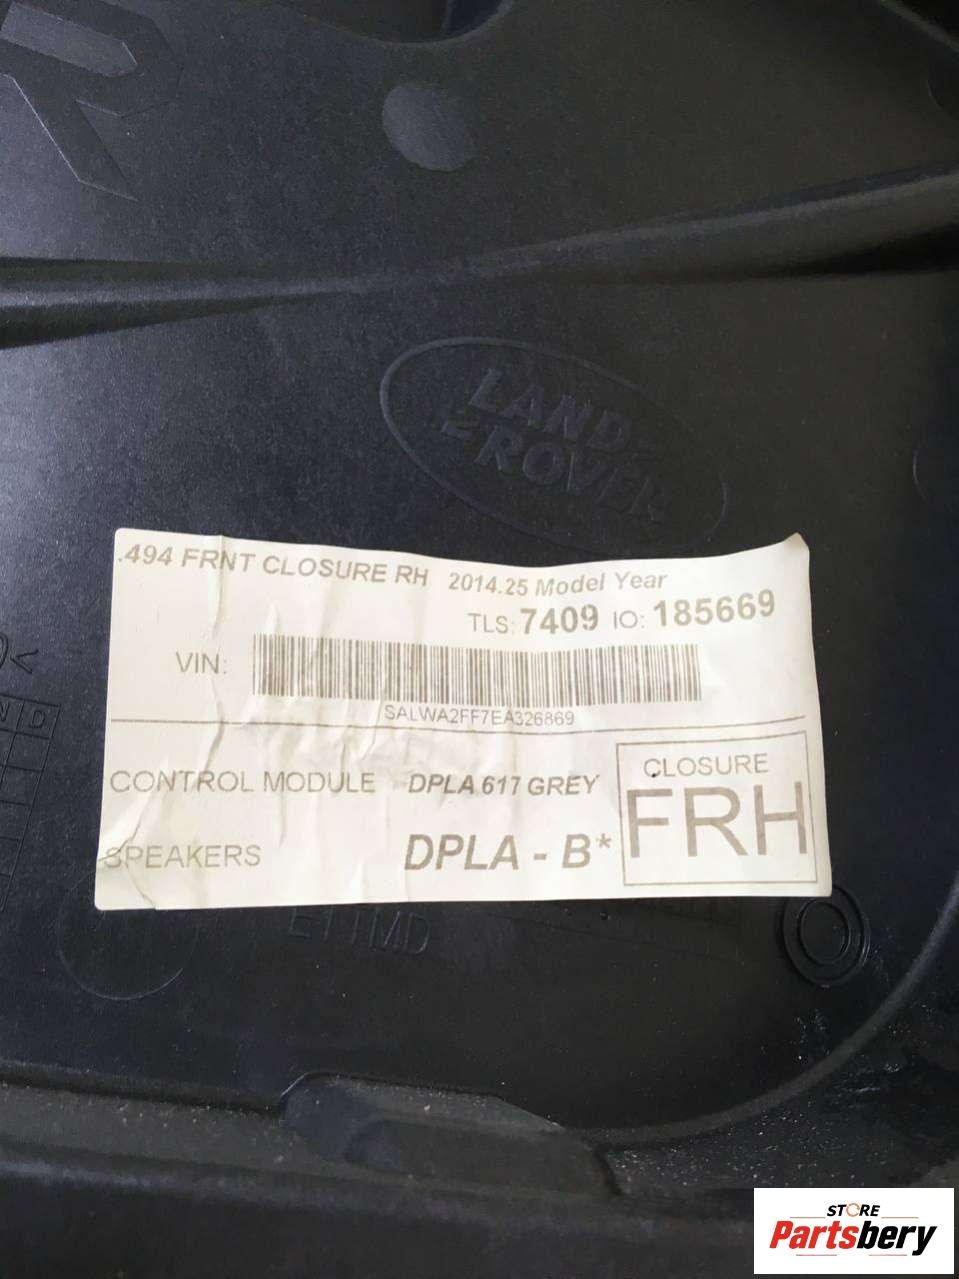 LAND
ROVER
.494 FRNT CLOSURE RH 2014.25 Model Year
TLS: 7409 IO: 185669
VIN:
SALWA2FF7EA326869
CONTROL MODULE DPLA 617 GREY
SPEAKERS DPLA - B*
CLOSURE
FRH
STORE
Partsbery